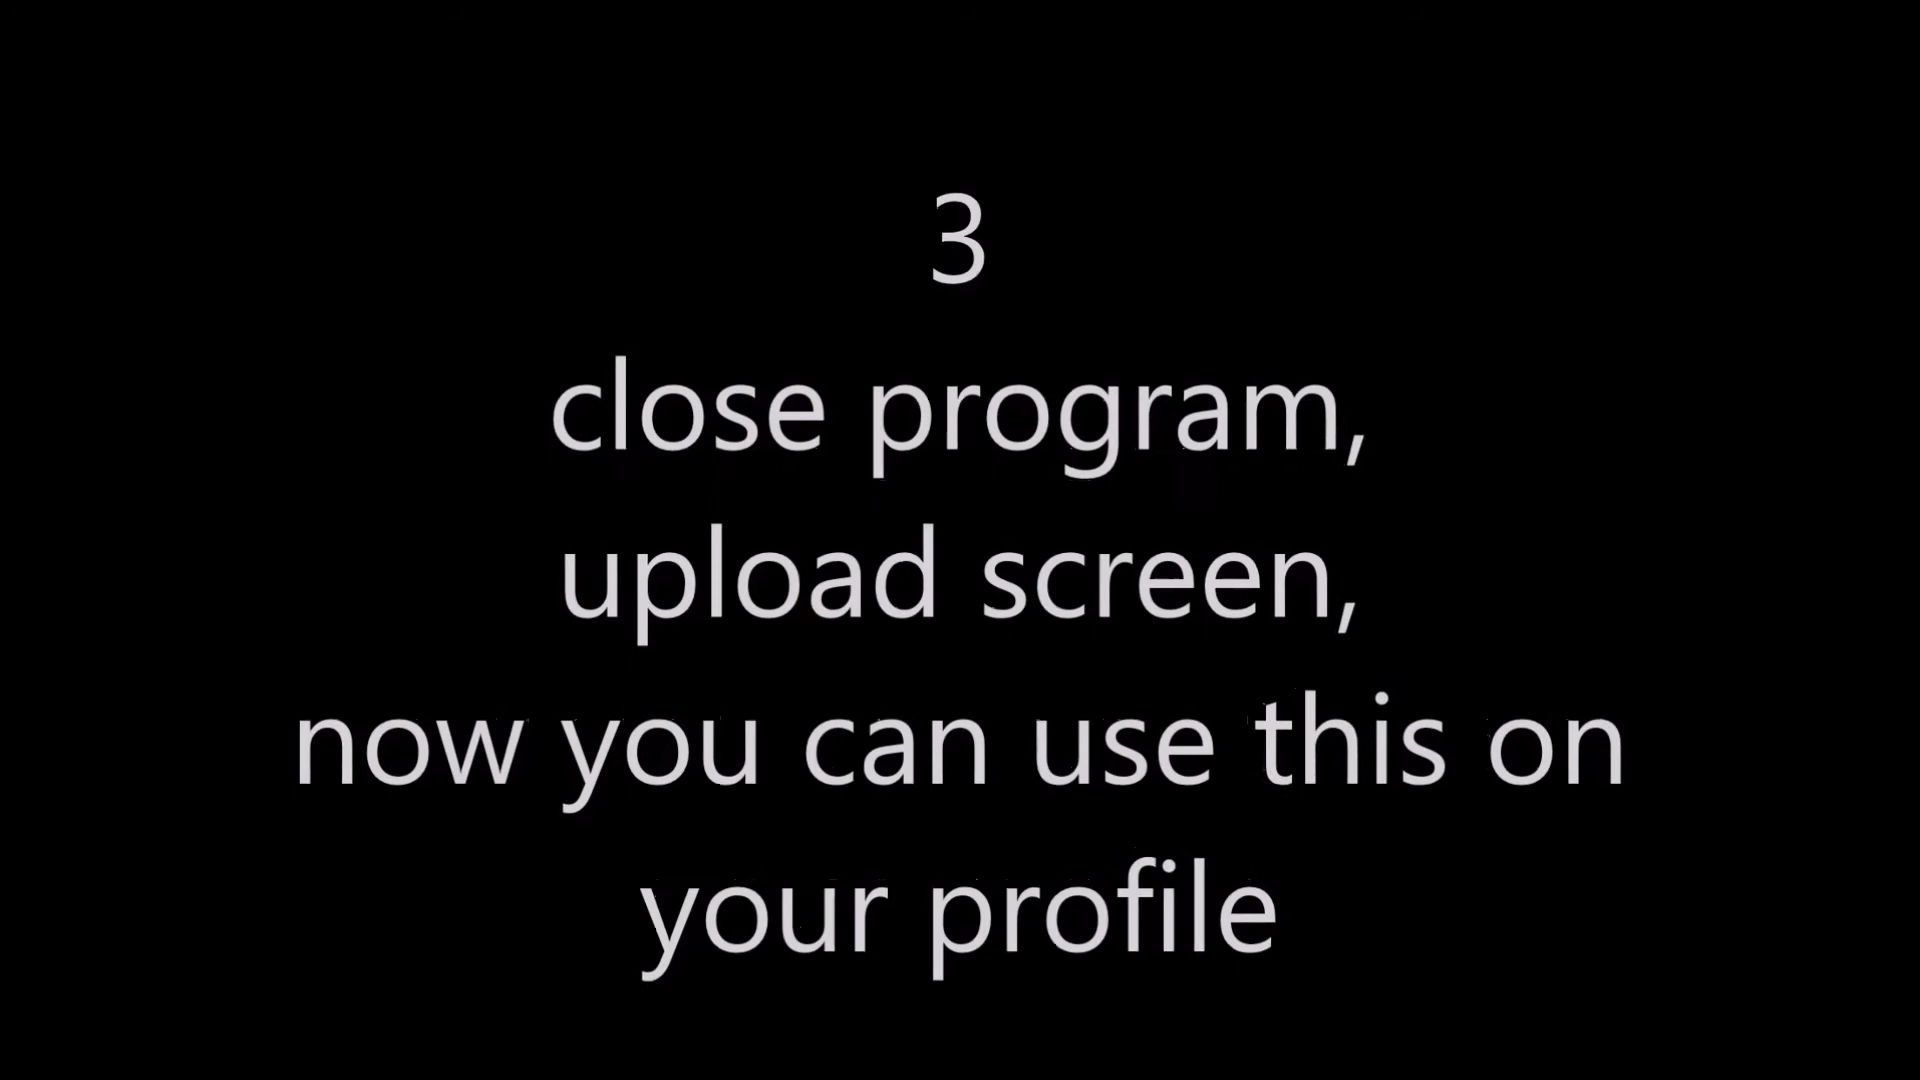 3
close program,
upload screen,
now you can use this on
your profile